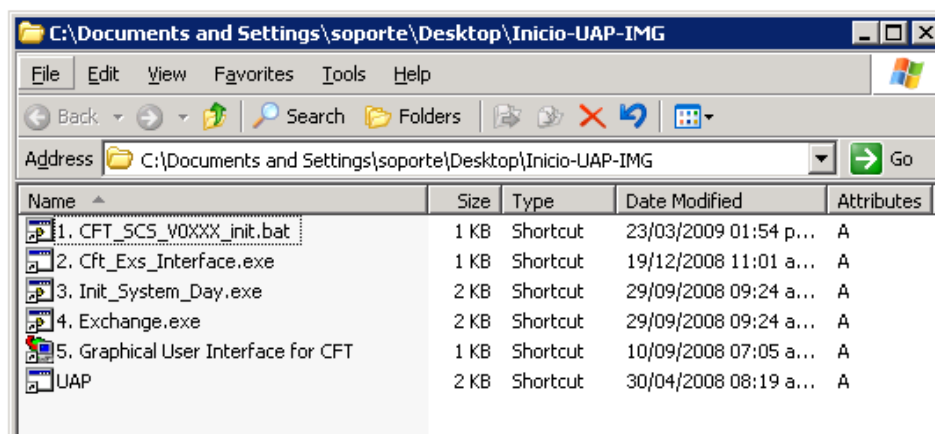 C:\Documents and Settings\soporte\Desktop\Inicio-UAP-IMG
File Edit View Favorites Tools Help
Back Search Folders
Address C:\Documents and Settings\soporte\Desktop\Inicio-UAP-IMG Go
Name Size Type Date Modified Attributes
1. CFT_SCS_V0XXX_init.bat 1 KB Shortcut 23/03/2009 01:54 p... A
2. Cft_Exs_Interface.exe 1 KB Shortcut 19/12/2008 11:01 a... A
3. Init_System_Day.exe 2 KB Shortcut 29/09/2008 09:24 a... A
4. Exchange.exe 2 KB Shortcut 29/09/2008 09:24 a... A
5. Graphical User Interface for CFT 1 KB Shortcut 10/09/2008 07:05 a... A
UAP 2 KB Shortcut 30/04/2008 08:19 a... A